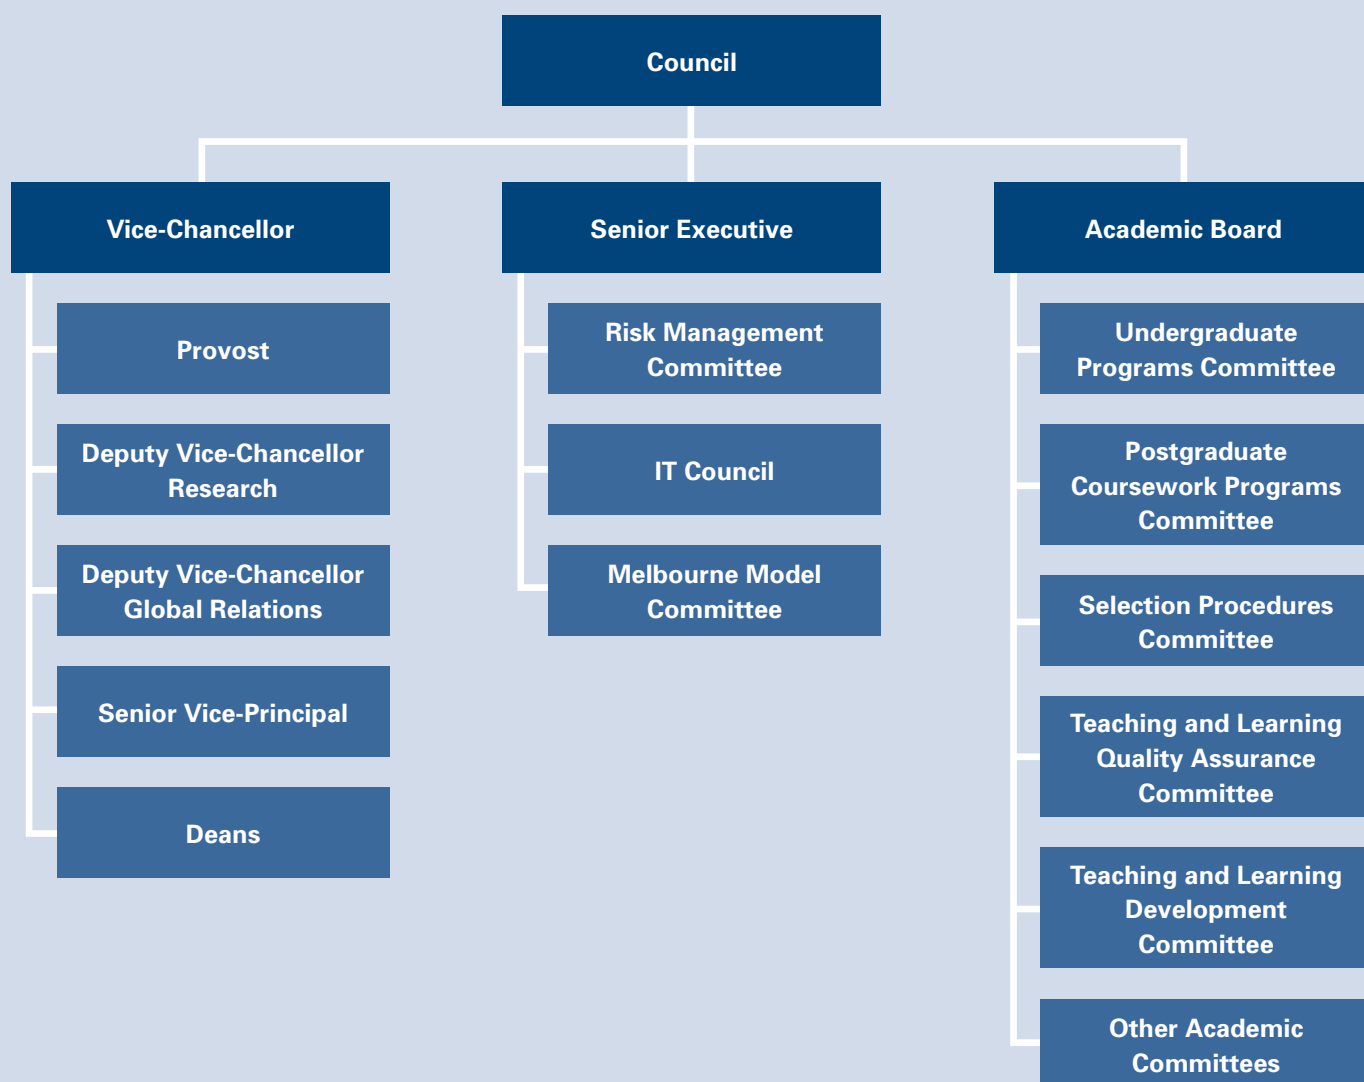 Council
Vice-Chancellor
Provost
Deputy Vice-Chancellor
Research
Deputy Vice-Chancellor
Global Relations
Senior Vice-Principal
Deans
Senior Executive
Risk Management
Committee
IT Council
Melbourne Model
Committee
Academic Board
Undergraduate
Programs Committee
Postgraduate
Coursework Programs
Committee
Selection Procedures
Committee
Teaching and Learning
Quality Assurance
Committee
Teaching and Learning
Development
Committee
Other Academic
Committees